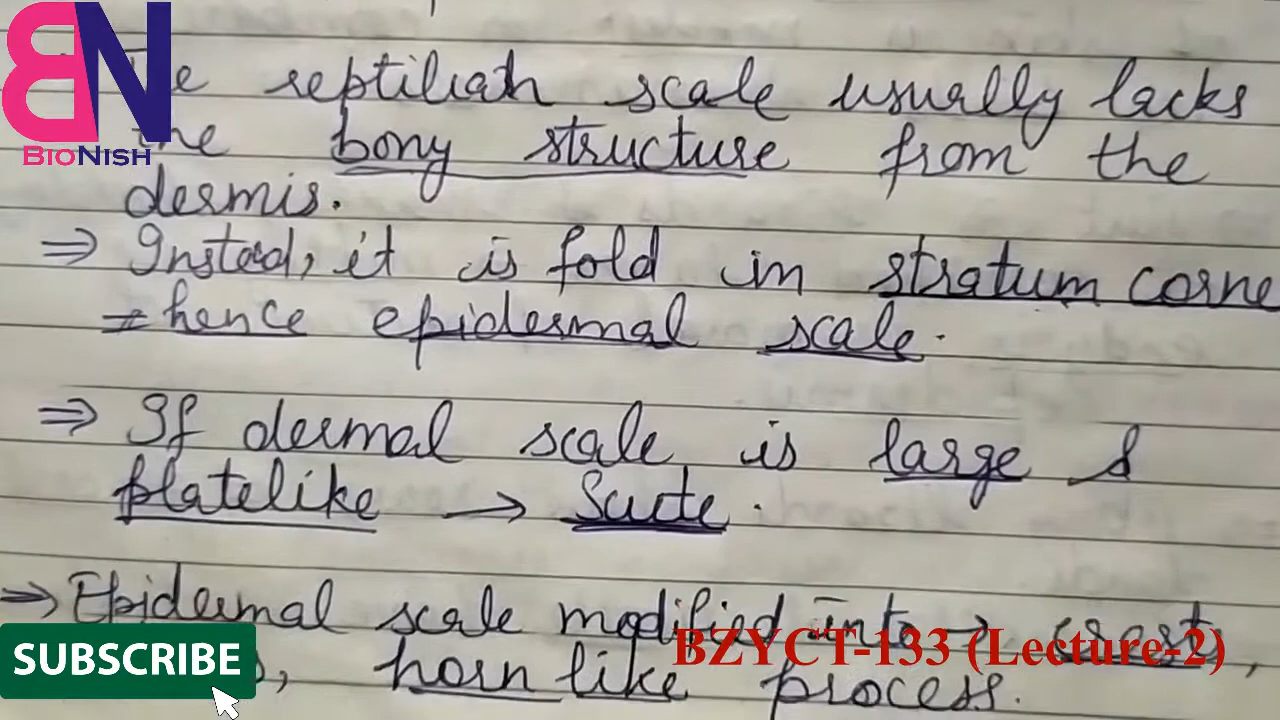 BN
BIONISH
The reptilian scale usually lacks
the bony structure from the
dermis.
⇒ Instead, it is fold in stratum corne
= hence epidermal scale.
⇒ If dermal scale is large &
platelike → Scute.
⇒ Epidermal scale modified into → crest,
horn like process.
BZYCT-133 (Lecture-2)
SUBSCRIBE